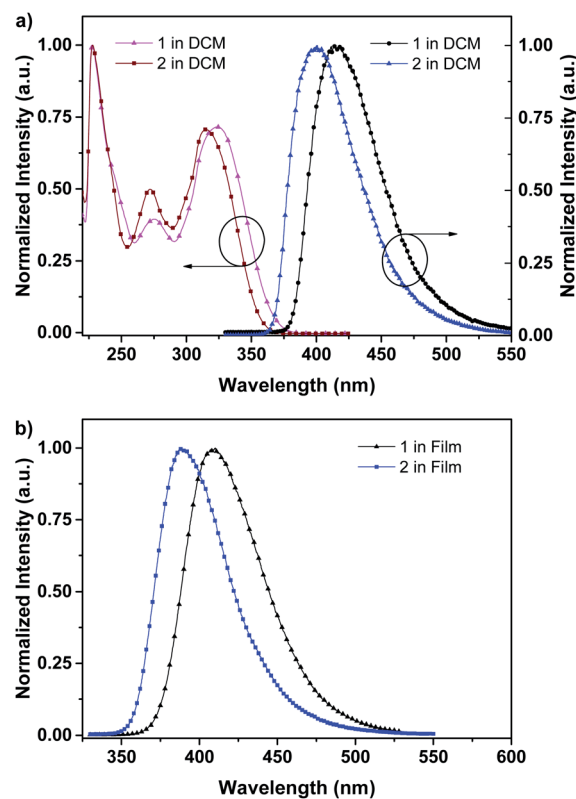 a)
1 in DCM
2 in DCM
1 in DCM
2 in DCM
Normalized Intensity (a.u.)
1.00
0.75
0.50
0.25
0.00
1.00
0.75
0.50
0.25
0.00
Normalized Intensity (a.u.)
250 300 350 400 450 500 550
Wavelength (nm)
b)
1 in Film
2 in Film
Normalized Intensity (a.u.)
1.00
0.75
0.50
0.25
0.00
350 400 450 500 550 600
Wavelength (nm)